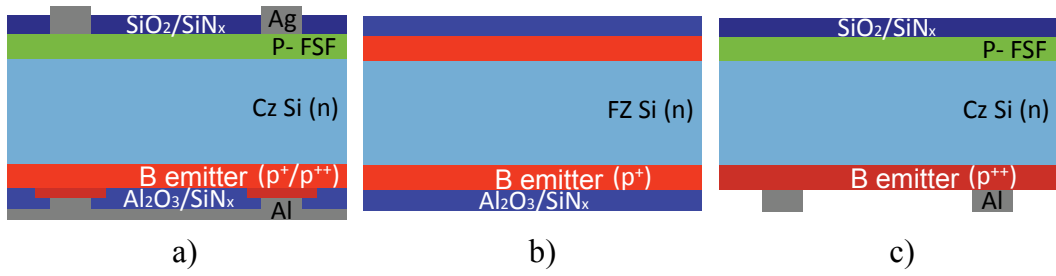 SiO₂/SiNₓ Ag
P- FSF
Cz Si (n)
B emitter (p⁺/p⁺⁺)
Al₂O₃/SiNₓ
Al
a)
FZ Si (n)
B emitter (p⁺)
Al₂O₃/SiNₓ
b)
SiO₂/SiNₓ
P- FSF
Cz Si (n)
B emitter (p⁺⁺)
Al
c)